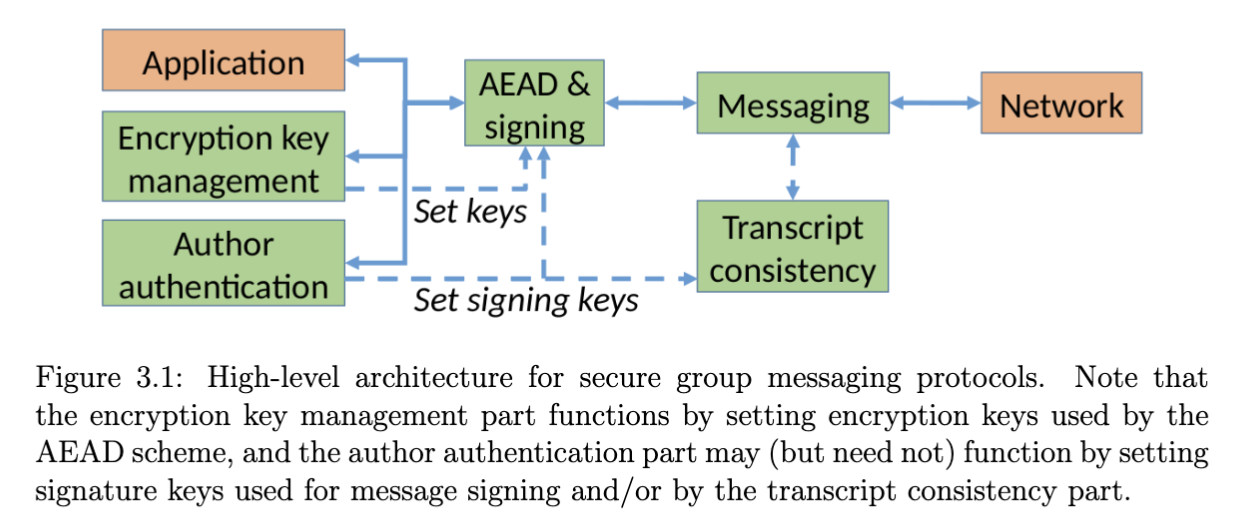 Application
Encryption key
management
Author
authentication
AEAD &
signing
Messaging
Network
Set keys
Transcript
consistency
Set signing keys
Figure 3.1: High-level architecture for secure group messaging protocols. Note that
the encryption key management part functions by setting encryption keys used by the
AEAD scheme, and the author authentication part may (but need not) function by setting
signature keys used for message signing and/or by the transcript consistency part.